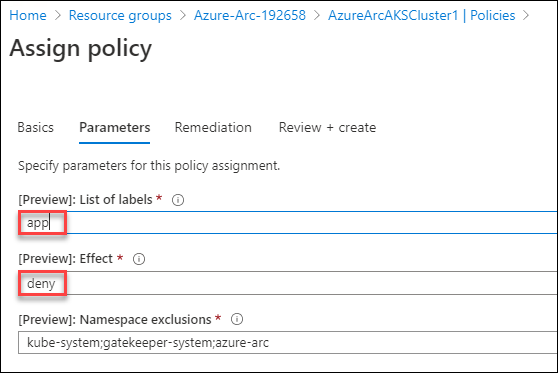 Home > Resource groups > Azure-Arc-192658 > AzureArcAKSCluster1 | Policies >
Assign policy
Basics Parameters Remediation Review + create
Specify parameters for this policy assignment.
[Preview]: List of labels *
app
[Preview]: Effect *
deny
[Preview]: Namespace exclusions *
kube-system;gatekeeper-system;azure-arc